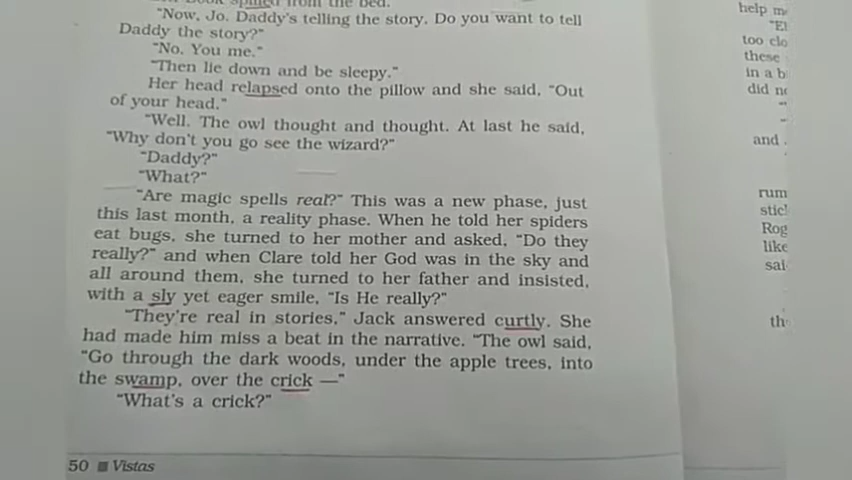 from the bed.
"Now, Jo. Daddy's telling the story. Do you want to tell
Daddy the story?"
"No. You me."
"Then lie down and be sleepy."
Her head relapsed onto the pillow and she said, "Out
of your head."
"Well. The owl thought and thought. At last he said,
"Why don't you go see the wizard?"
"Daddy?"
"What?"
"Are magic spells real?" This was a new phase, just
this last month, a reality phase. When he told her spiders
eat bugs, she turned to her mother and asked, "Do they
really?" and when Clare told her God was in the sky and
all around them, she turned to her father and insisted,
with a sly yet eager smile, "Is He really?"
"They're real in stories," Jack answered curtly. She
had made him miss a beat in the narrative. "The owl said,
"Go through the dark woods, under the apple trees, into
the swamp, over the crick —"
"What's a crick?"
50 ■ Vistas
help
too
these
in a
did
and